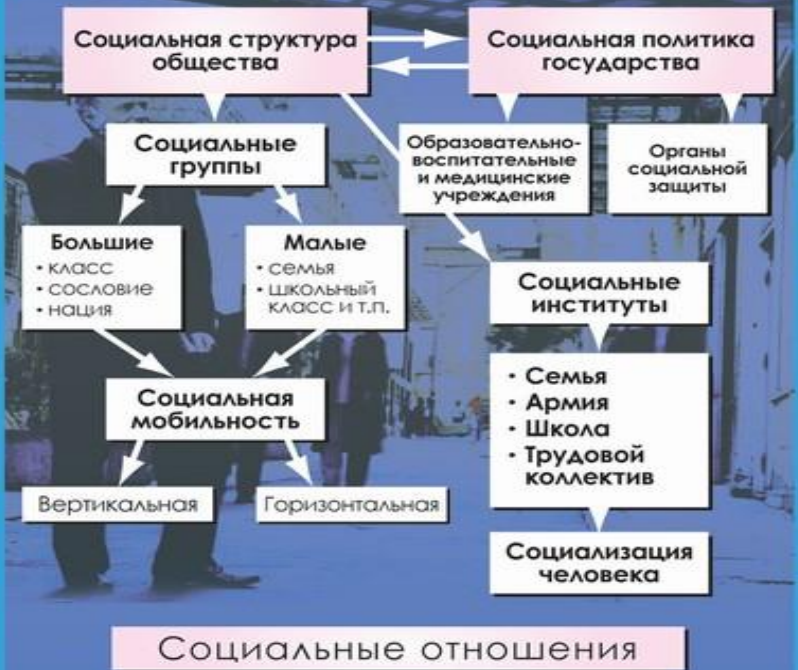 Социальная структура
общества
Социальная политика
государства
Социальные
группы
Образовательно-
воспитательные
и медицинские
учреждения
Органы
социальной
защиты
Большие
• класс
• сословие
• нация
Малые
• семья
• школьный
класс и т.п.
Социальные
институты
Социальная
мобильность
• Семья
• Армия
• Школа
• Трудовой
коллектив
Вертикальная
Горизонтальная
Социализация
человека
Социальные отношения